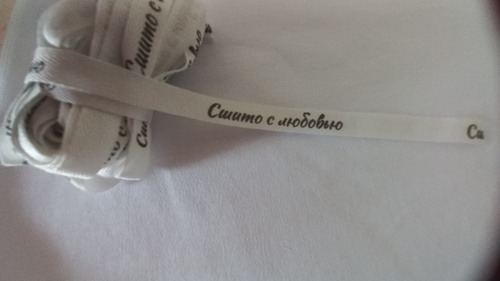 Сшито с любовью